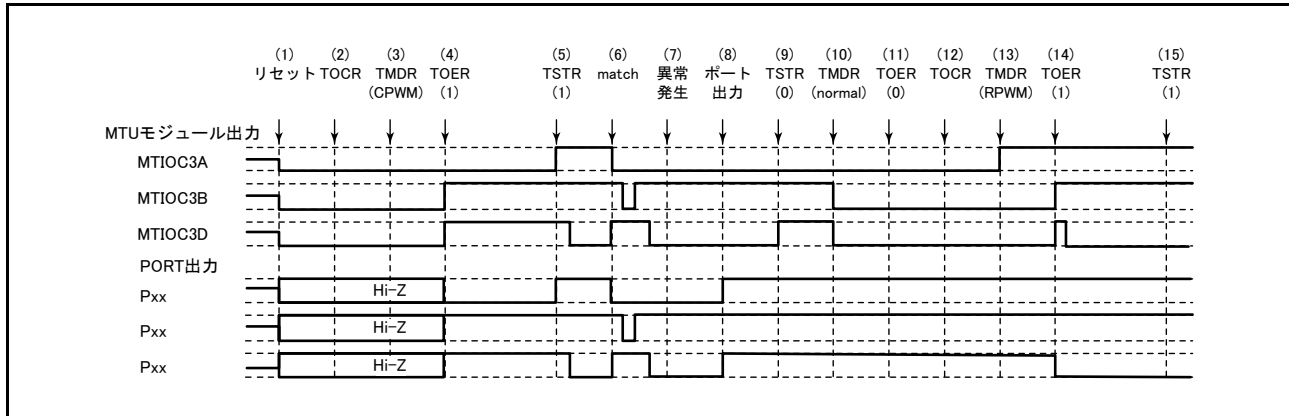 (1) (2) (3) (4) (5) (6) (7) (8) (9) (10) (11) (12) (13) (14) (15)
リセット TOCR TMDR TOER TSTR match 異常 ポート TSTR TMDR TOER TOCR TMDR TOER TSTR
(CPWM) (1) (1) 発生 出力 (0) (normal) (0) (RPWM) (1) (1)
MTUモジュール出力
MTIOC3A
MTIOC3B
MTIOC3D
PORT出力
Pxx Hi-Z
Pxx Hi-Z
Pxx Hi-Z